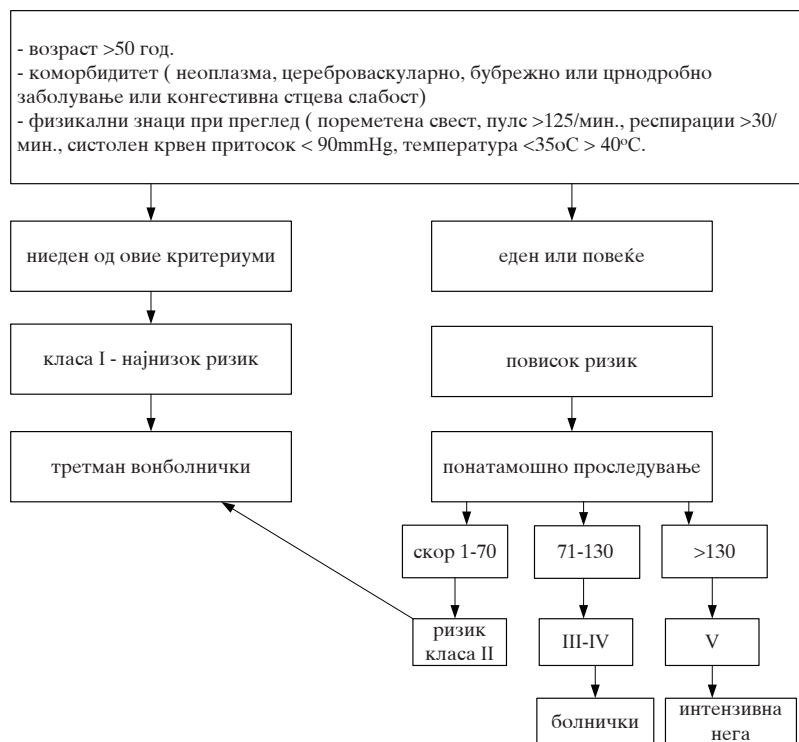 - возраст >50 год.
- коморбидитет ( неоплазма, цереброваскуларно, бубрежно или црнодробно
заболување или конгестивна стцева слабост)
- физикални знаци при преглед ( пореметена свест, пулс >125/мин., респирации >30/
мин., систолен крвен притосок < 90mmHg, температура <35oC > 40°C.
ниеден од овие критериуми
еден или повеќе
класа I - најнизок ризик
повисок ризик
третман вонболнички
понатамошно проследување
скор 1-70
71-130
>130
ризик
класа II
III-IV
V
болнички
интензивна
нега